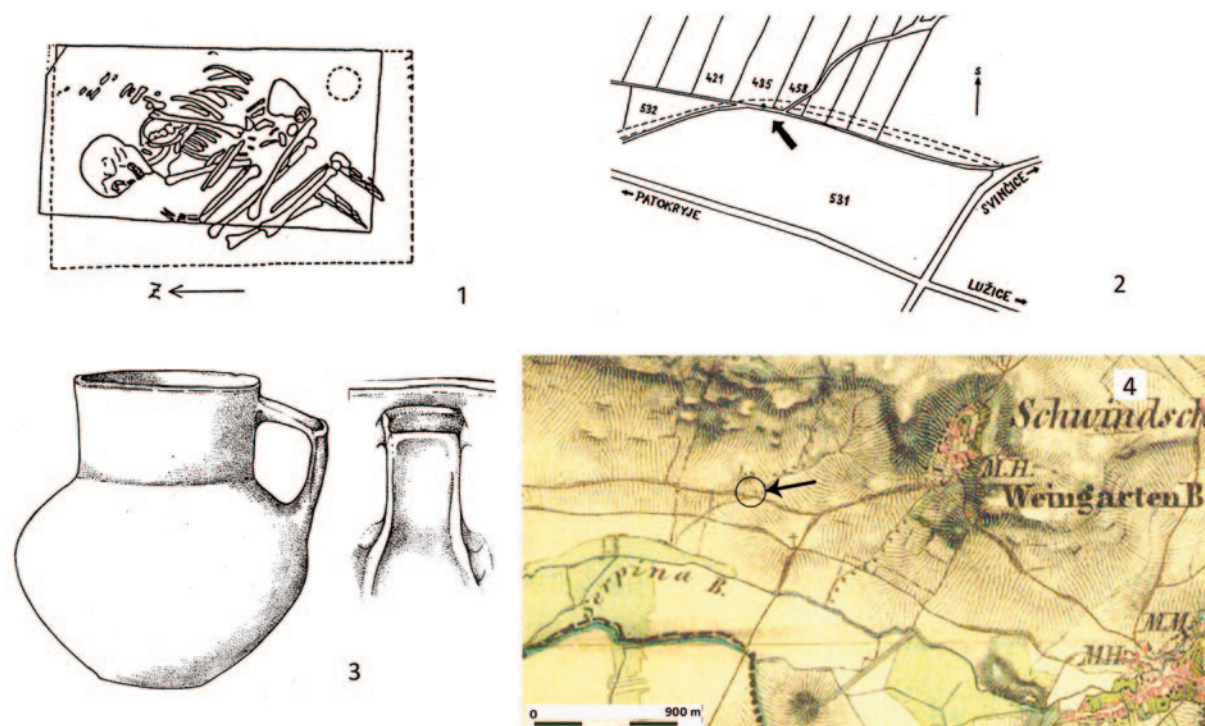 Z ←
1
421
435
458
532
S
531
← PATOKRYJE
SVINČICE →
LUŽICE →
2
3
4
Schwindsch
M.H.
Weingarten B
Serpina B.
M.M.
M.H.
0 900 m